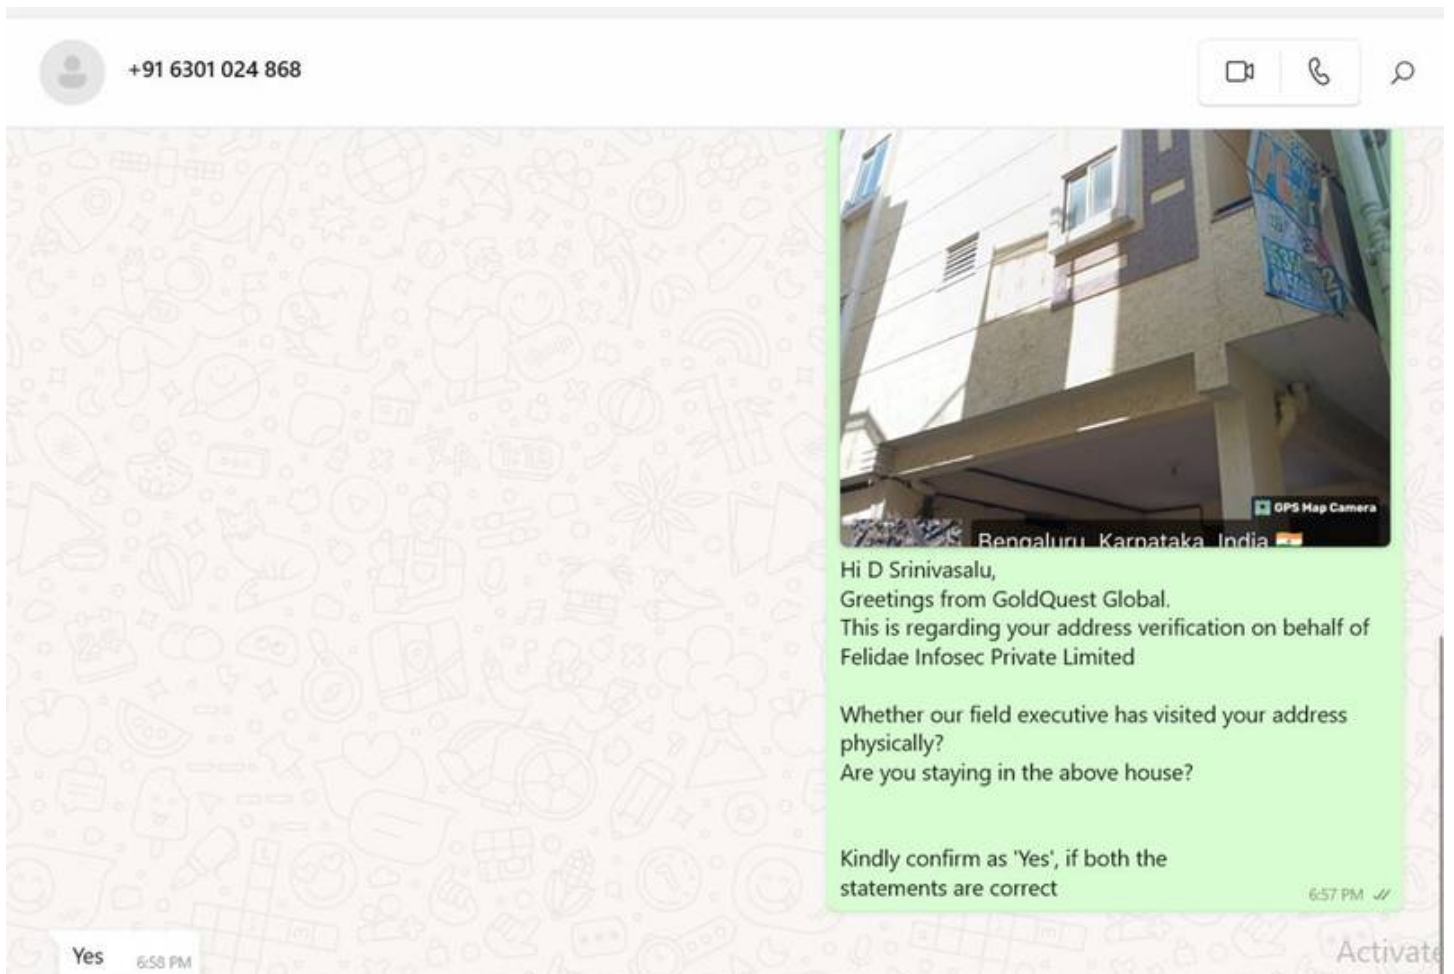 +91 6301 024 868
GPS Map Camera
Bengaluru, Karnataka, India
Hi D Srinivasalu,
Greetings from GoldQuest Global.
This is regarding your address verification on behalf of
Felidae Infosec Private Limited
Whether our field executive has visited your address
physically?
Are you staying in the above house?
Kindly confirm as 'Yes', if both the
statements are correct
6:57 PM
Yes
6:58 PM
Activate